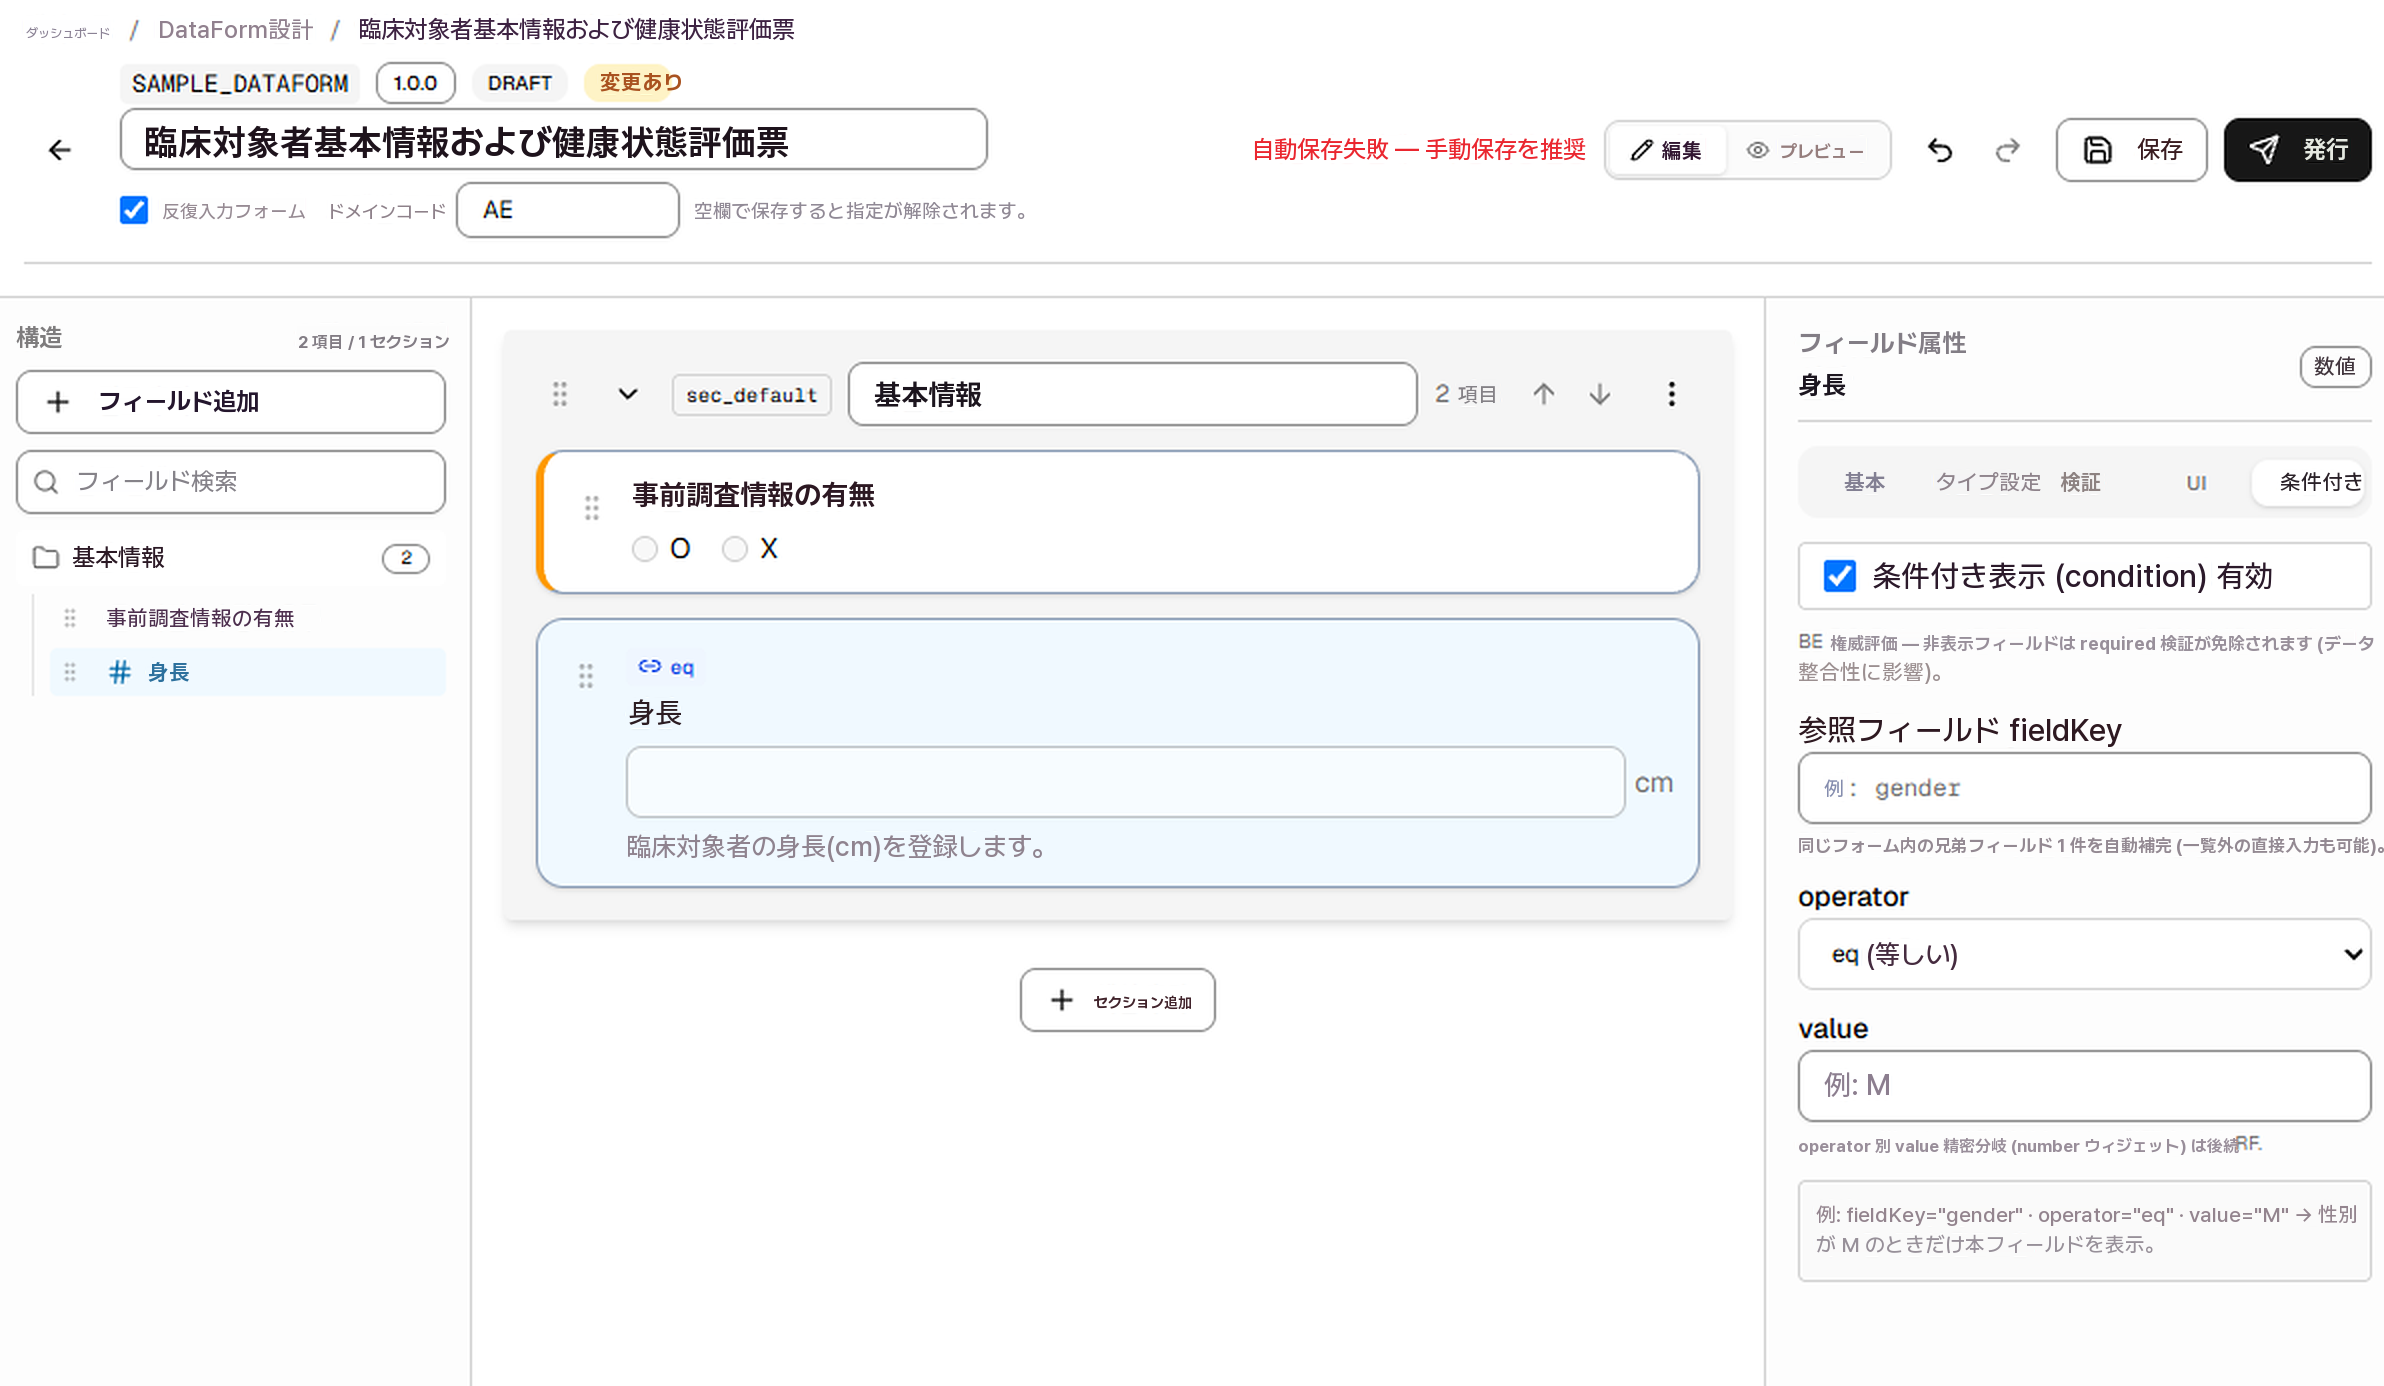 ダッシュボード / DataForm設計 / 臨床対象者基本情報および健康状態評価票
SAMPLE_DATAFORM 1.0.0 DRAFT 変更あり
臨床対象者基本情報および健康状態評価票
自動保存失敗 — 手動保存を推奨 編集 プレビュー 保存 発行
反復入力フォーム ドメインコード AE 空欄で保存すると指定が解除されます。
構造 2 項目 / 1 セクション
フィールド追加
フィールド検索
基本情報 2
事前調査情報の有無
身長
sec_default 基本情報 2 項目
事前調査情報の有無
O X
eq
身長
cm
臨床対象者の身長(cm)を登録します。
セクション追加
フィールド属性
身長
数値
基本 タイプ設定 検証 UI 条件付き
条件付き表示 (condition) 有効
BE 権威評価 — 非表示フィールドは required 検証が免除されます (データ
整合性に影響)。
参照フィールド fieldKey
例: gender
同じフォーム内の兄弟フィールド 1 件を自動補完 (一覧外の直接入力も可能)。
operator
eq (等しい)
value
例: M
operator 別 value 精密分岐 (number ウィジェット) は後続RF.
例: fieldKey="gender" · operator="eq" · value="M" → 性別
が M のときだけ本フィールドを表示。